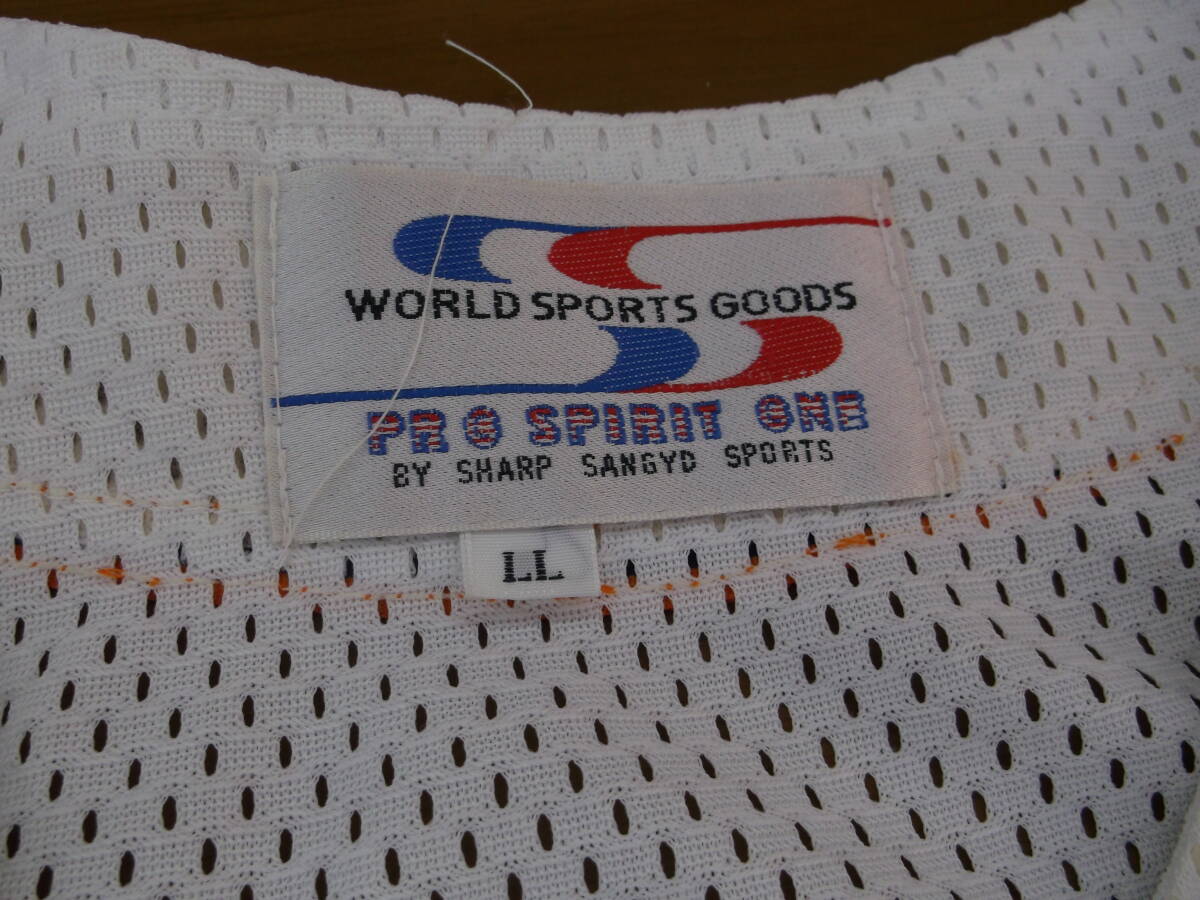 WORLD SPORTS GOODS
PRO SPIRIT ONE
BY SHARP SANGYO SPORTS
LL